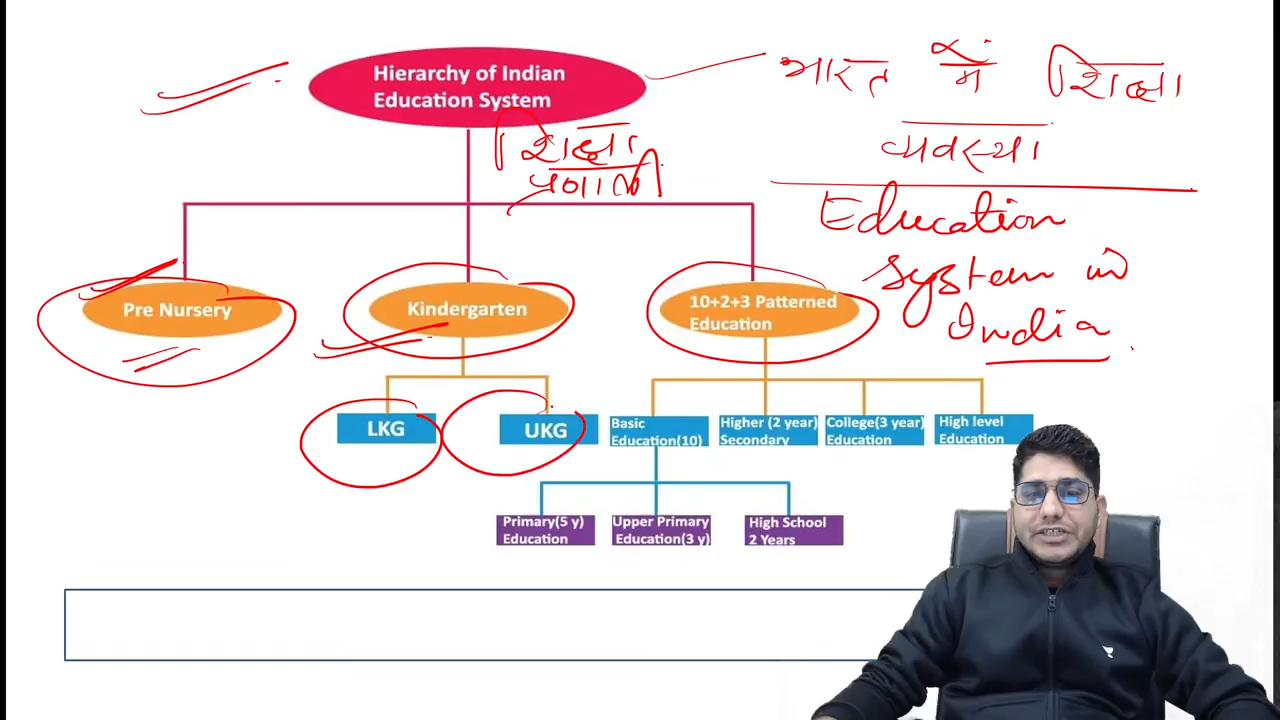 Hierarchy of Indian
Education System
भारत में शिक्षा
व्यवस्था
शिक्षा
प्रणाली
Education
System in
India
Pre Nursery
Kindergarten
10+2+3 Patterned
Education
LKG
UKG
Basic
Education(10)
Higher (2 year)
Secondary
College(3 year)
Education
High level
Education
Primary(5 y)
Education
Upper Primary
Education(3 y)
High School
2 Years